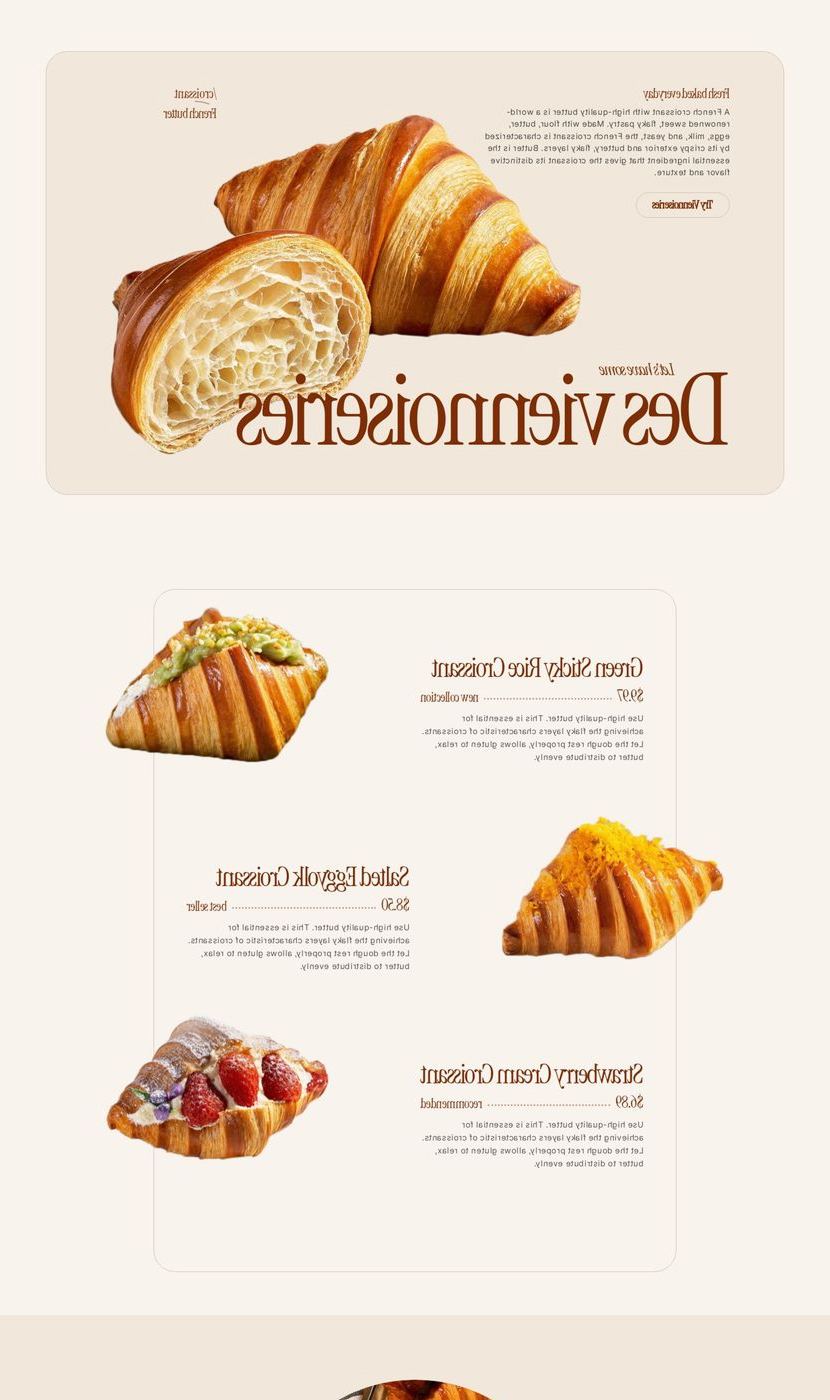 Fresh baked everyday
A French croissant with high-quality butter is a world-
renowned sweet, flaky pastry. Made with flour, butter,
eggs, milk, and yeast, the French croissant is characterized
by its crispy exterior and buttery, flaky layers. Butter is the
essential ingredient that gives the croissant its distinctive
flavor and texture.
Try Viennoiseries
/croissant
French butter
Let's have some
Des viennoiseries
Green Sticky Rice Croissant
$9.97 new collection
Use high-quality butter. This is essential for
achieving the flaky layers characteristic of croissants.
Let the dough rest properly, allows gluten to relax,
butter to distribute evenly.
Salted Eggyolk Croissant
$8.50 best seller
Use high-quality butter. This is essential for
achieving the flaky layers characteristic of croissants.
Let the dough rest properly, allows gluten to relax,
butter to distribute evenly.
Strawberry Cream Croissant
$6.89 recommended
Use high-quality butter. This is essential for
achieving the flaky layers characteristic of croissants.
Let the dough rest properly, allows gluten to relax,
butter to distribute evenly.